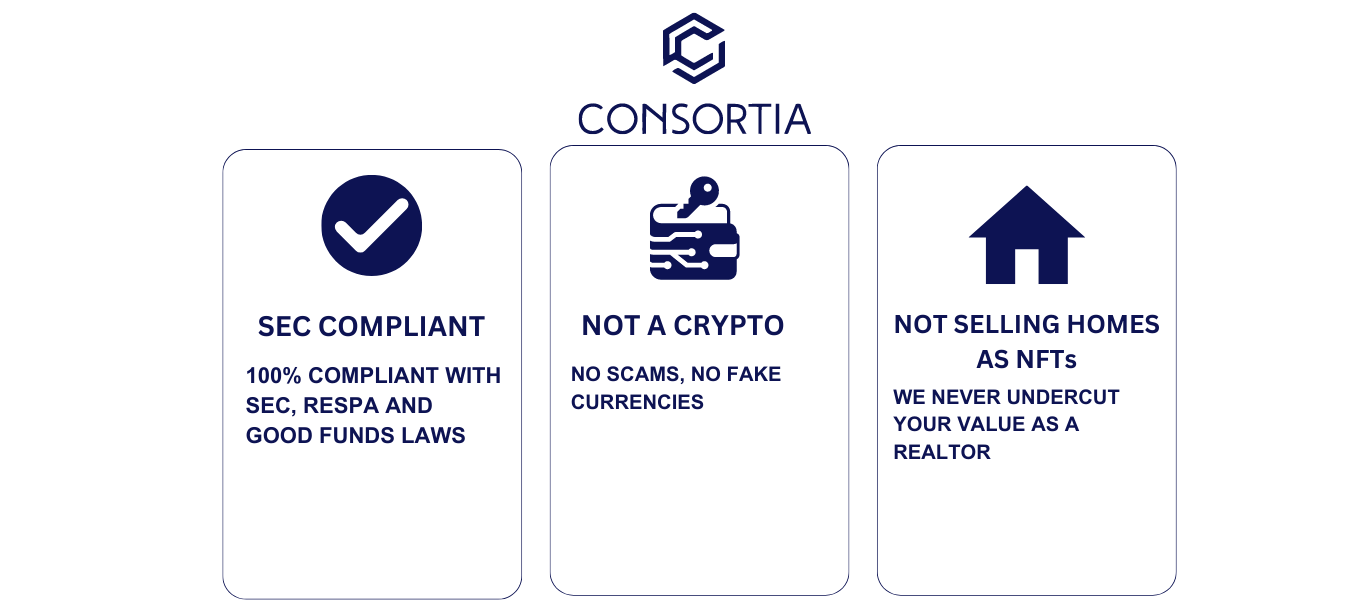 CONSORTIA
SEC COMPLIANT
100% COMPLIANT WITH
SEC, RESPA AND
GOOD FUNDS LAWS
NOT A CRYPTO
NO SCAMS, NO FAKE
CURRENCIES
NOT SELLING HOMES
AS NFTs
WE NEVER UNDERCUT
YOUR VALUE AS A
REALTOR